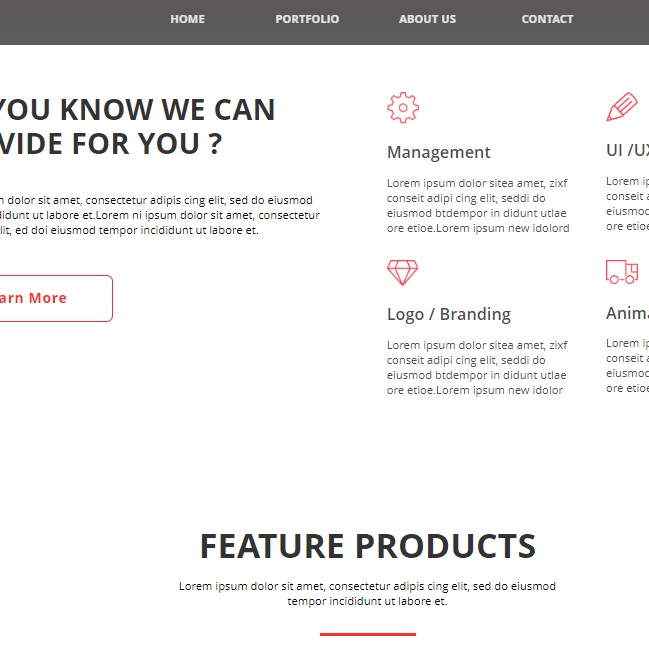 HOME PORTFOLIO ABOUT US CONTACT
YOU KNOW WE CAN
VIDE FOR YOU ?
dolor sit amet, consectetur adipis cing elit, sed do eiusmod
didunt ut labore et.Lorem ni ipsum dolor sit amet, consectetur
lit, ed doi eiusmod tempor incididunt ut labore et.
arn More
Management
Lorem ipsum dolor sitea amet, zixf
conseit adipi cing elit, seddi do
eiusmod btdempor in didunt utlae
ore etioe.Lorem ipsum new idolord
UI /UX
Lorem ip
conseit a
eiusmod
ore etioe
Logo / Branding
Lorem ipsum dolor sitea amet, zixf
conseit adipi cing elit, seddi do
eiusmod btdempor in didunt utlae
ore etioe.Lorem ipsum new idolor
Anima
Lorem ip
conseit a
eiusmod
ore etioe
FEATURE PRODUCTS
Lorem ipsum dolor sit amet, consectetur adipis cing elit, sed do eiusmod
tempor incididunt ut labore et.